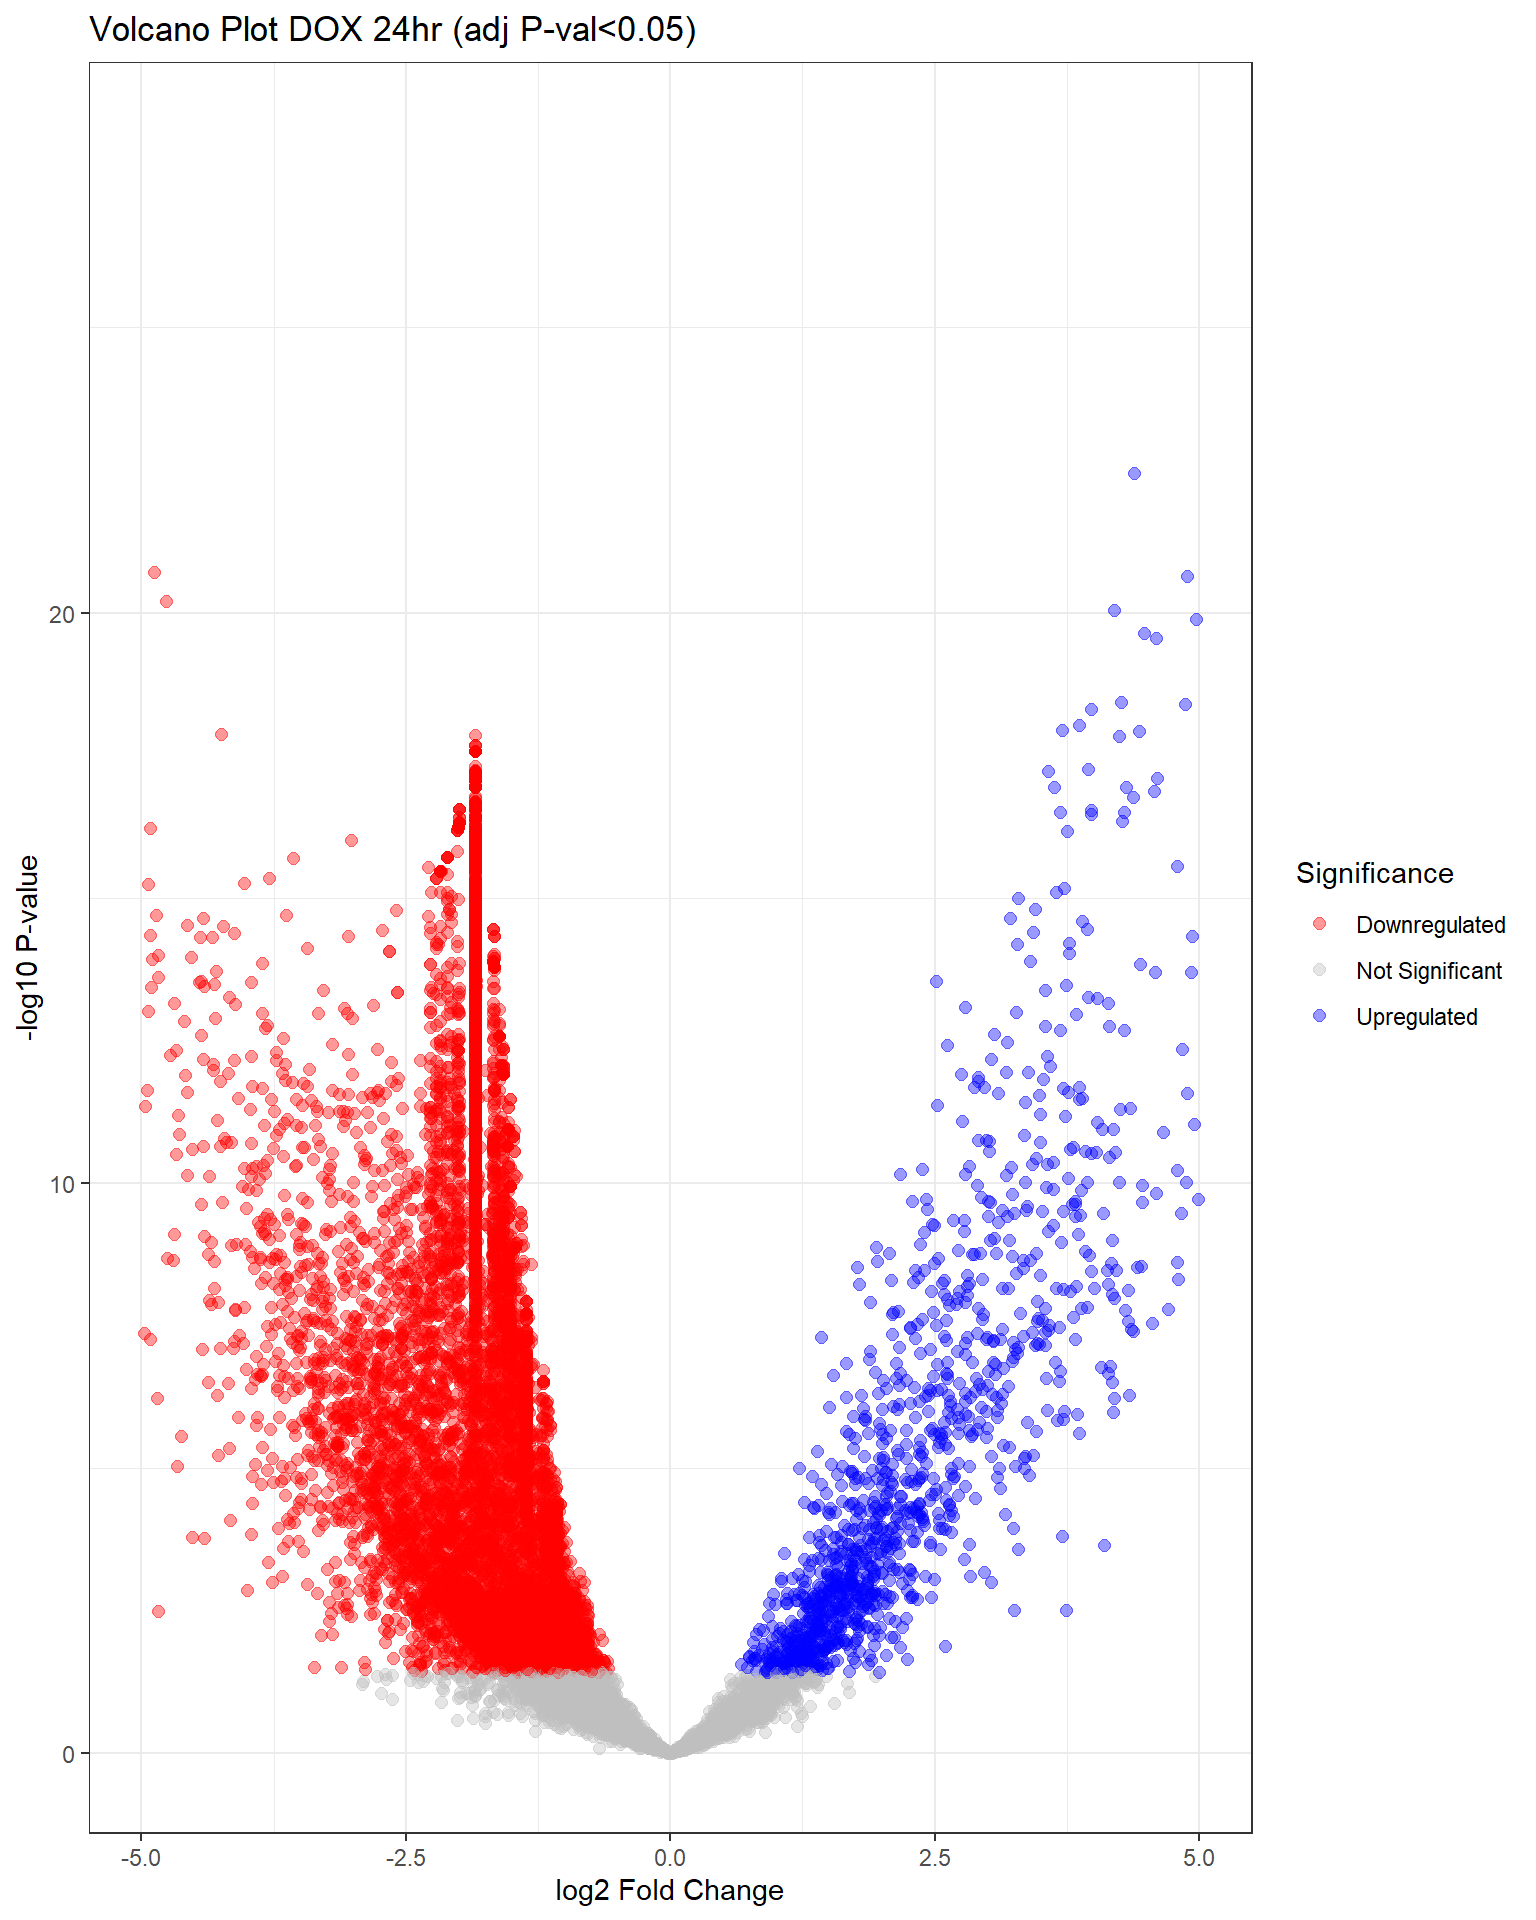 Volcano Plot DOX 24hr (adj P-val<0.05)
20
10
0
-log10 P-value
-5.0
-2.5
0.0
2.5
5.0
log2 Fold Change
Significance
Downregulated
Not Significant
Upregulated